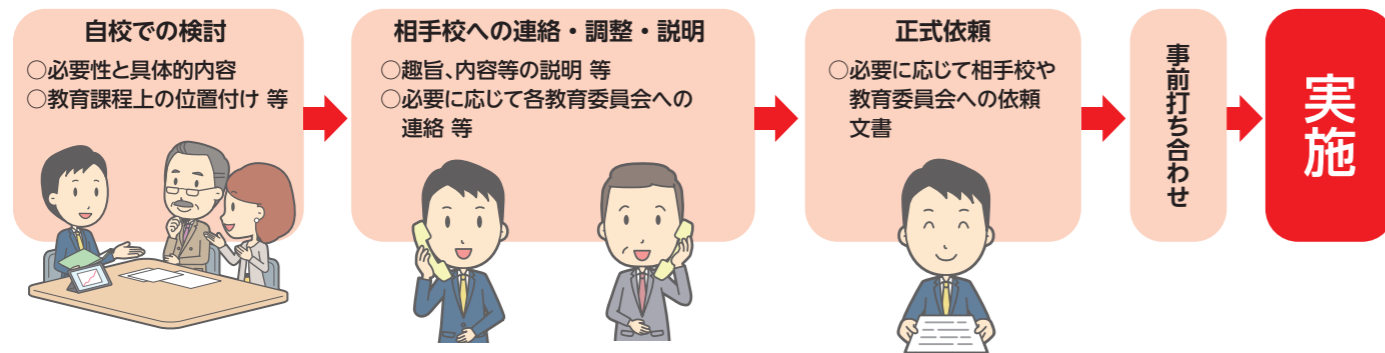 自校での検討
○必要性と具体的内容
○教育課程上の位置付け 等
相手校への連絡・調整・説明
○趣旨、内容等の説明 等
○必要に応じて各教育委員会への
連絡 等
正式依頼
○必要に応じて相手校や
教育委員会への依頼
文書
事前打ち合わせ
実施